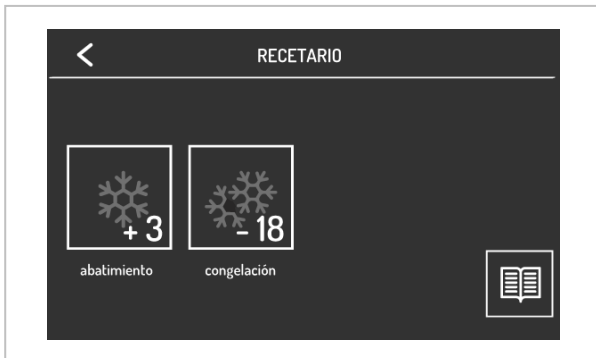 RECETARIO
+ 3
- 18
abatimiento
congelación